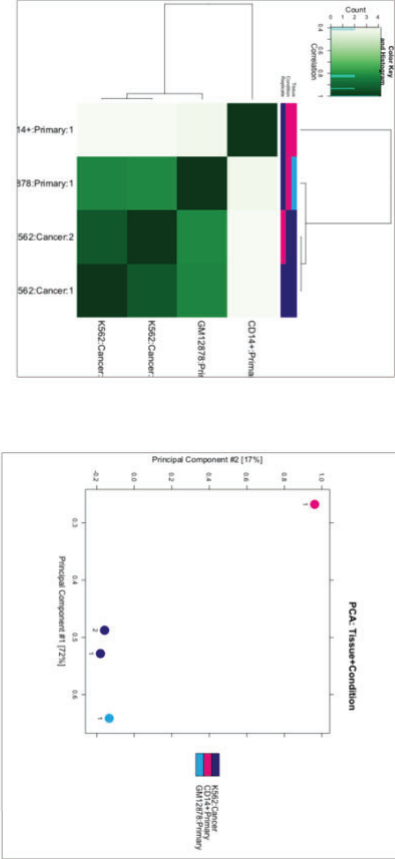 Color Key
and Histogram
Count
0 1 2
0.4 0.6 0.8 1
Correlation
Tissue
Condition
Replicate
CD14+:Prima
GM12878:Pri
K562:Cancer:
K562:Cancer:
14+:Primary:1
878:Primary:1
562:Cancer:2
562:Cancer:1
PCA: Tissue+Condition
Principal Component #2 [17%]
-0.2 0.0 0.2 0.4 0.6 0.8 1.0
0.3 0.4 0.5 0.6
Principal Component #1 [72%]
1
2
1
1
K562:Cancer
CD14+:Primary
GM12878:Primary